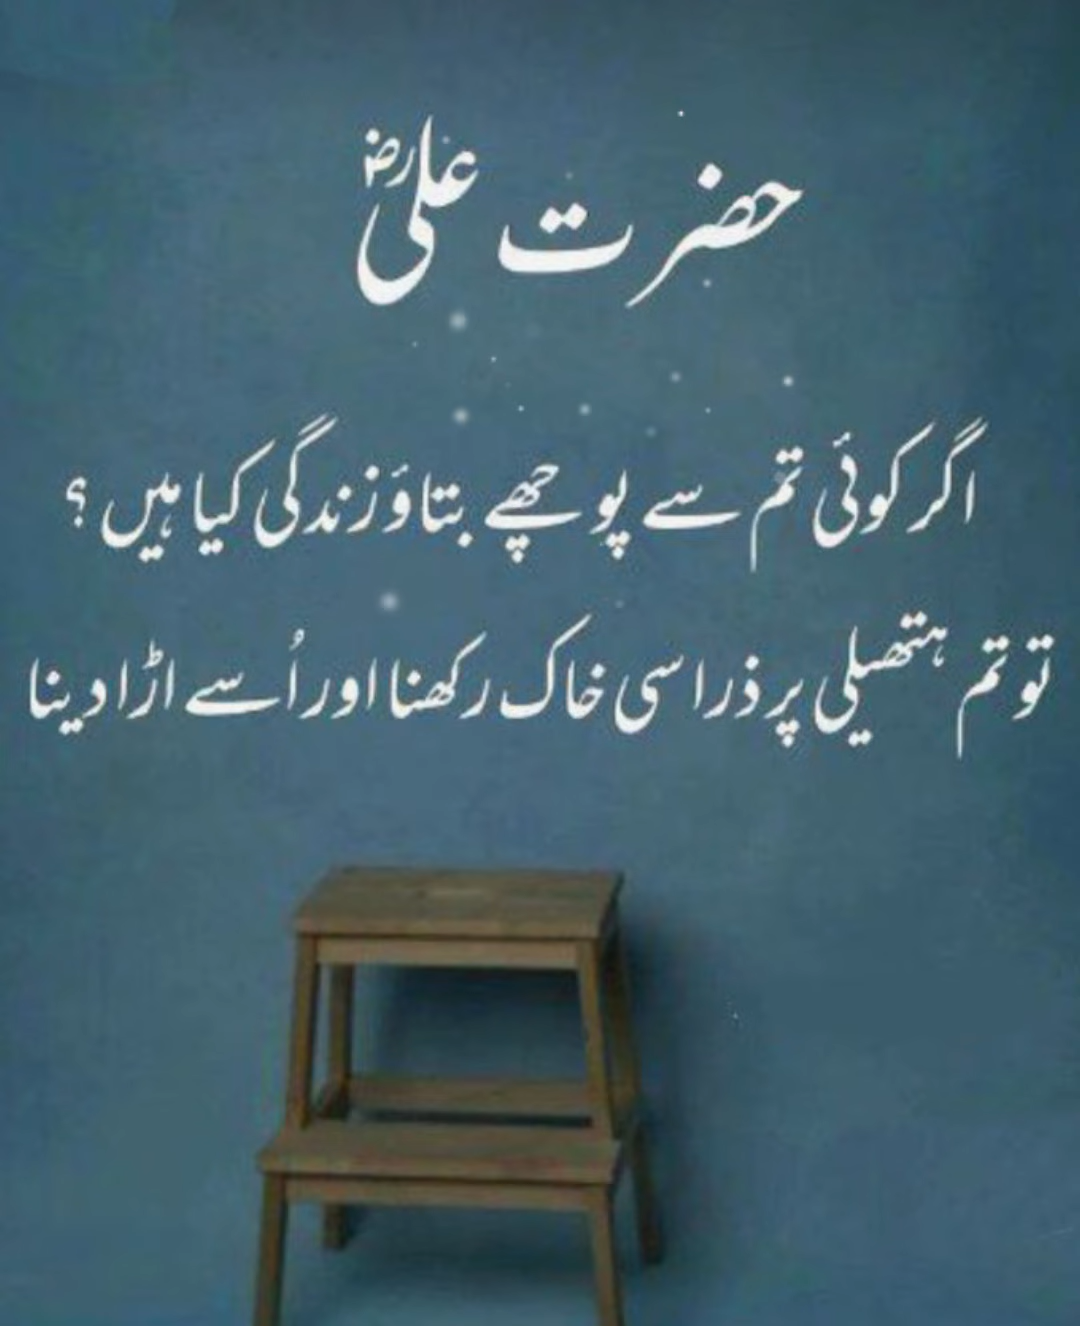 حضرت علیؓ
اگر کوئی تم سے پوچھے بتاؤ زندگی کیا ہیں ؟
تو تم ہتھیلی پر ذرا سی خاک رکھنا اور اُسے اڑا دینا